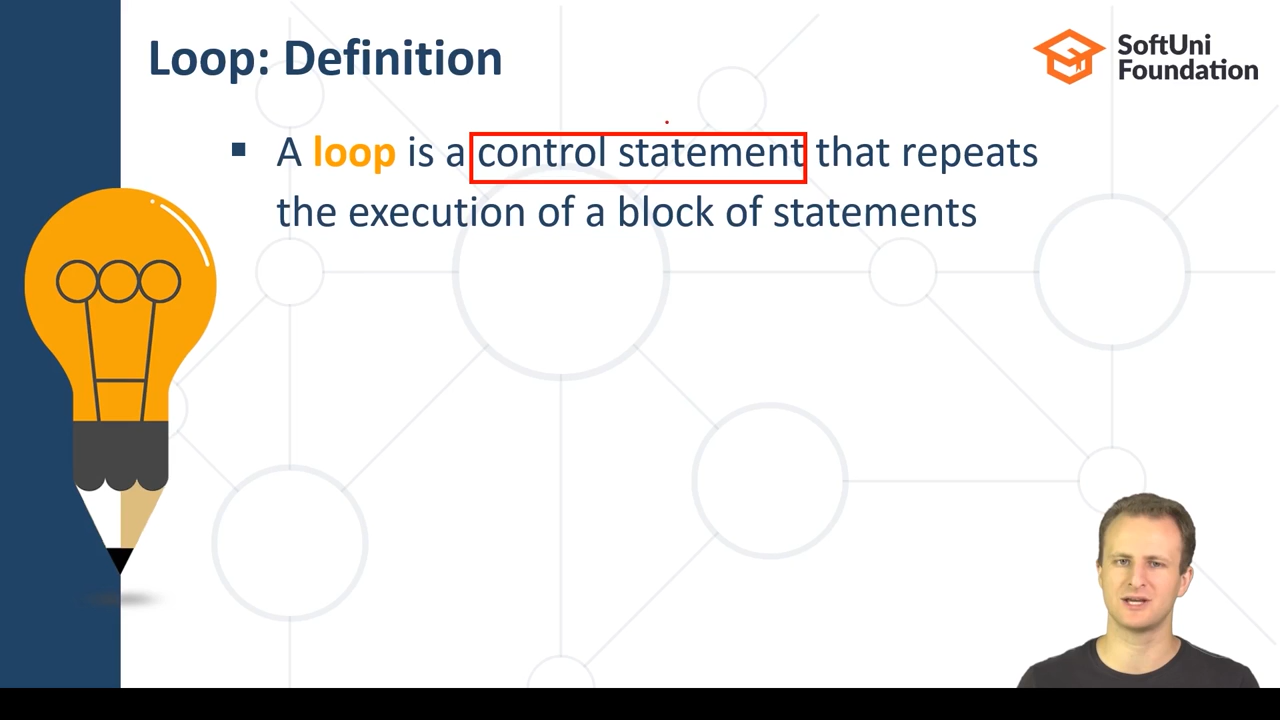 Loop: Definition
SoftUni
Foundation
▪ A loop is a control statement that repeats
the execution of a block of statements